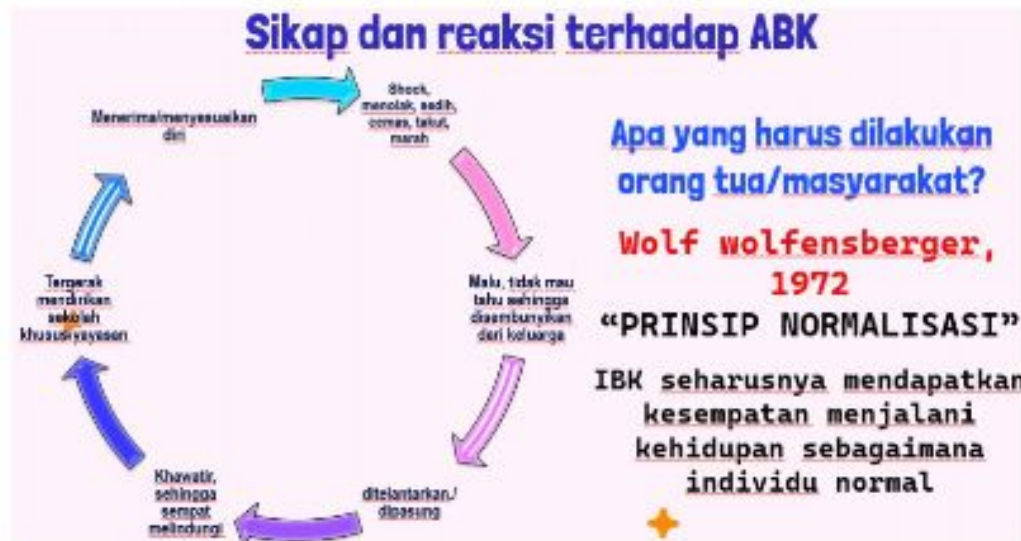 Sikap dan reaksi terhadap ABK
Shock,
menolak, sedih,
cemas, takut,
marah
Malu, tidak mau
tahu sehingga
disembunyikan
dari keluarga
ditelantarkan./
dipasung
Khawatir,
sehingga
sempat
melindungi
Tergerak
mendirikan
sekolah
khusus/yayasan
Menerima/menyesuaikan
diri
Apa yang harus dilakukan
orang tua/masyarakat?
Wolf wolfensberger,
1972
“PRINSIP NORMALISASI”
IBK seharusnya mendapatkan
kesempatan menjalani
kehidupan sebagaimana
individu normal